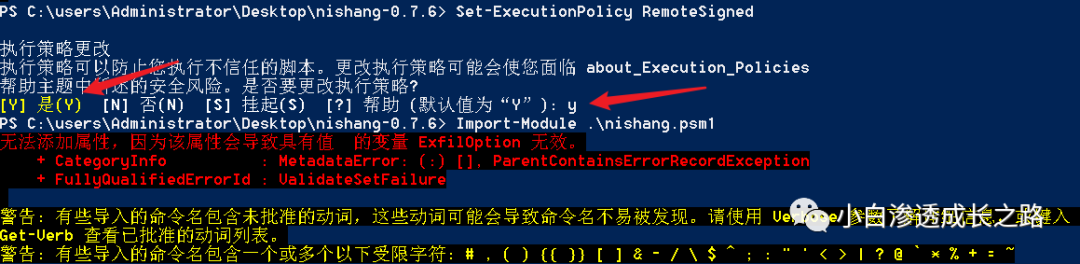 PS C:\users\Administrator\Desktop\nishang-0.7.6> Set-ExecutionPolicy RemoteSigned
执行策略更改
执行策略可以防止您执行不信任的脚本。更改执行策略可能会使您面临 about_Execution_Policies
帮助主题中所述的安全风险。是否要更改执行策略?
[Y] 是(Y) [N] 否(N) [S] 挂起(S) [?] 帮助 (默认值为“Y”): y
PS C:\users\Administrator\Desktop\nishang-0.7.6> Import-Module .\nishang.psm1
无法添加属性，因为该属性会导致具有值 的变量 ExfilOption 无效。
+ CategoryInfo : MetadataError: (:) [], ParentContainsErrorRecordException
+ FullyQualifiedErrorId : ValidateSetFailure
警告: 有些导入的命令名包含未批准的动词，这些动词可能会导致命令名不易被发现。请使用 键入
小白渗透成长之路
Get-Verb 查看已批准的动词列表。
警告: 有些导入的命令名包含一个或多个以下受限字符: # , ( ) {( }) [ ] & - / \ $ ^ ; : " ' < > | ? @ ` * % + = ~